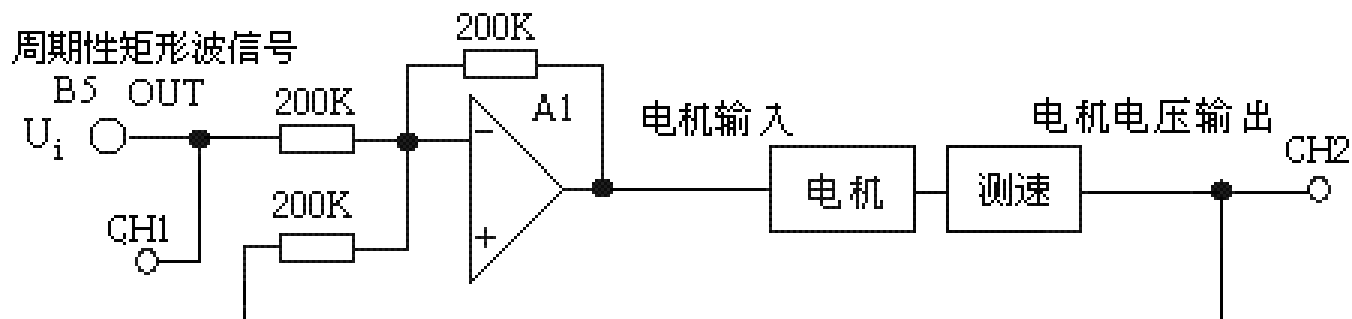 周期性矩形波信号
B5 OUT
Ui
200K
200K
200K
CH1
−
+
A1
电机输入
电机
测速
电机电压输出
CH2